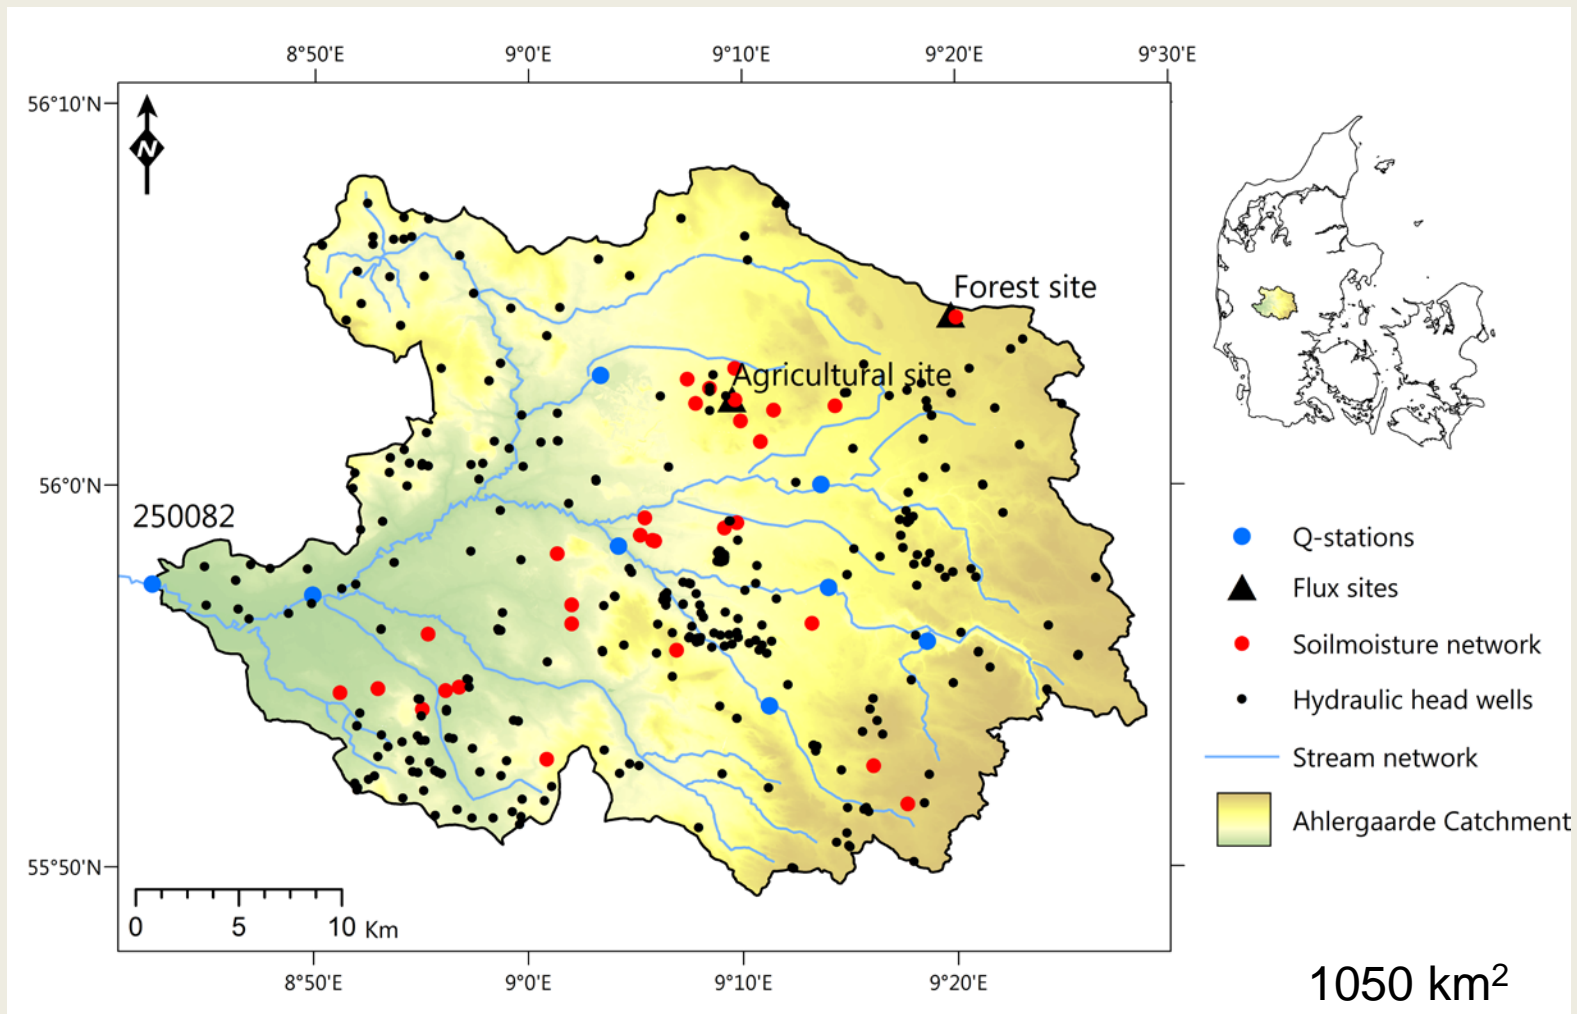 8°50'E 9°0'E 9°10'E 9°20'E 9°30'E
56°10'N
N
Forest site
Agricultural site
56°0'N
250082
Q-stations
Flux sites
Soilmoisture network
Hydraulic head wells
Stream network
Ahlergaarde Catchment
55°50'N
0 5 10 Km
8°50'E 9°0'E 9°10'E 9°20'E
1050 km²